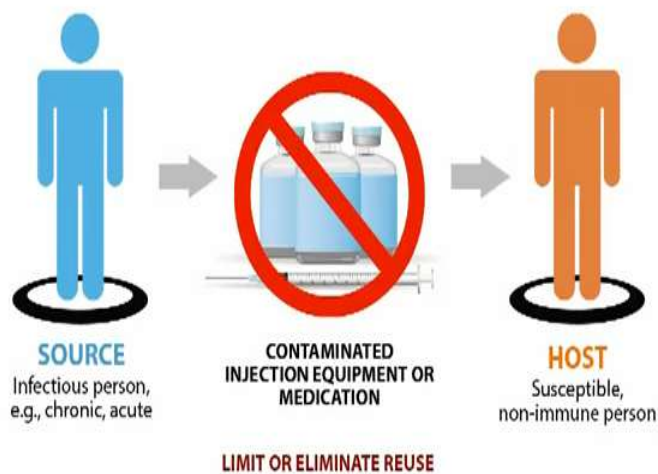 SOURCE
Infectious person,
e.g., chronic, acute
CONTAMINATED
INJECTION EQUIPMENT OR
MEDICATION
HOST
Susceptible,
non-immune person
LIMIT OR ELIMINATE REUSE